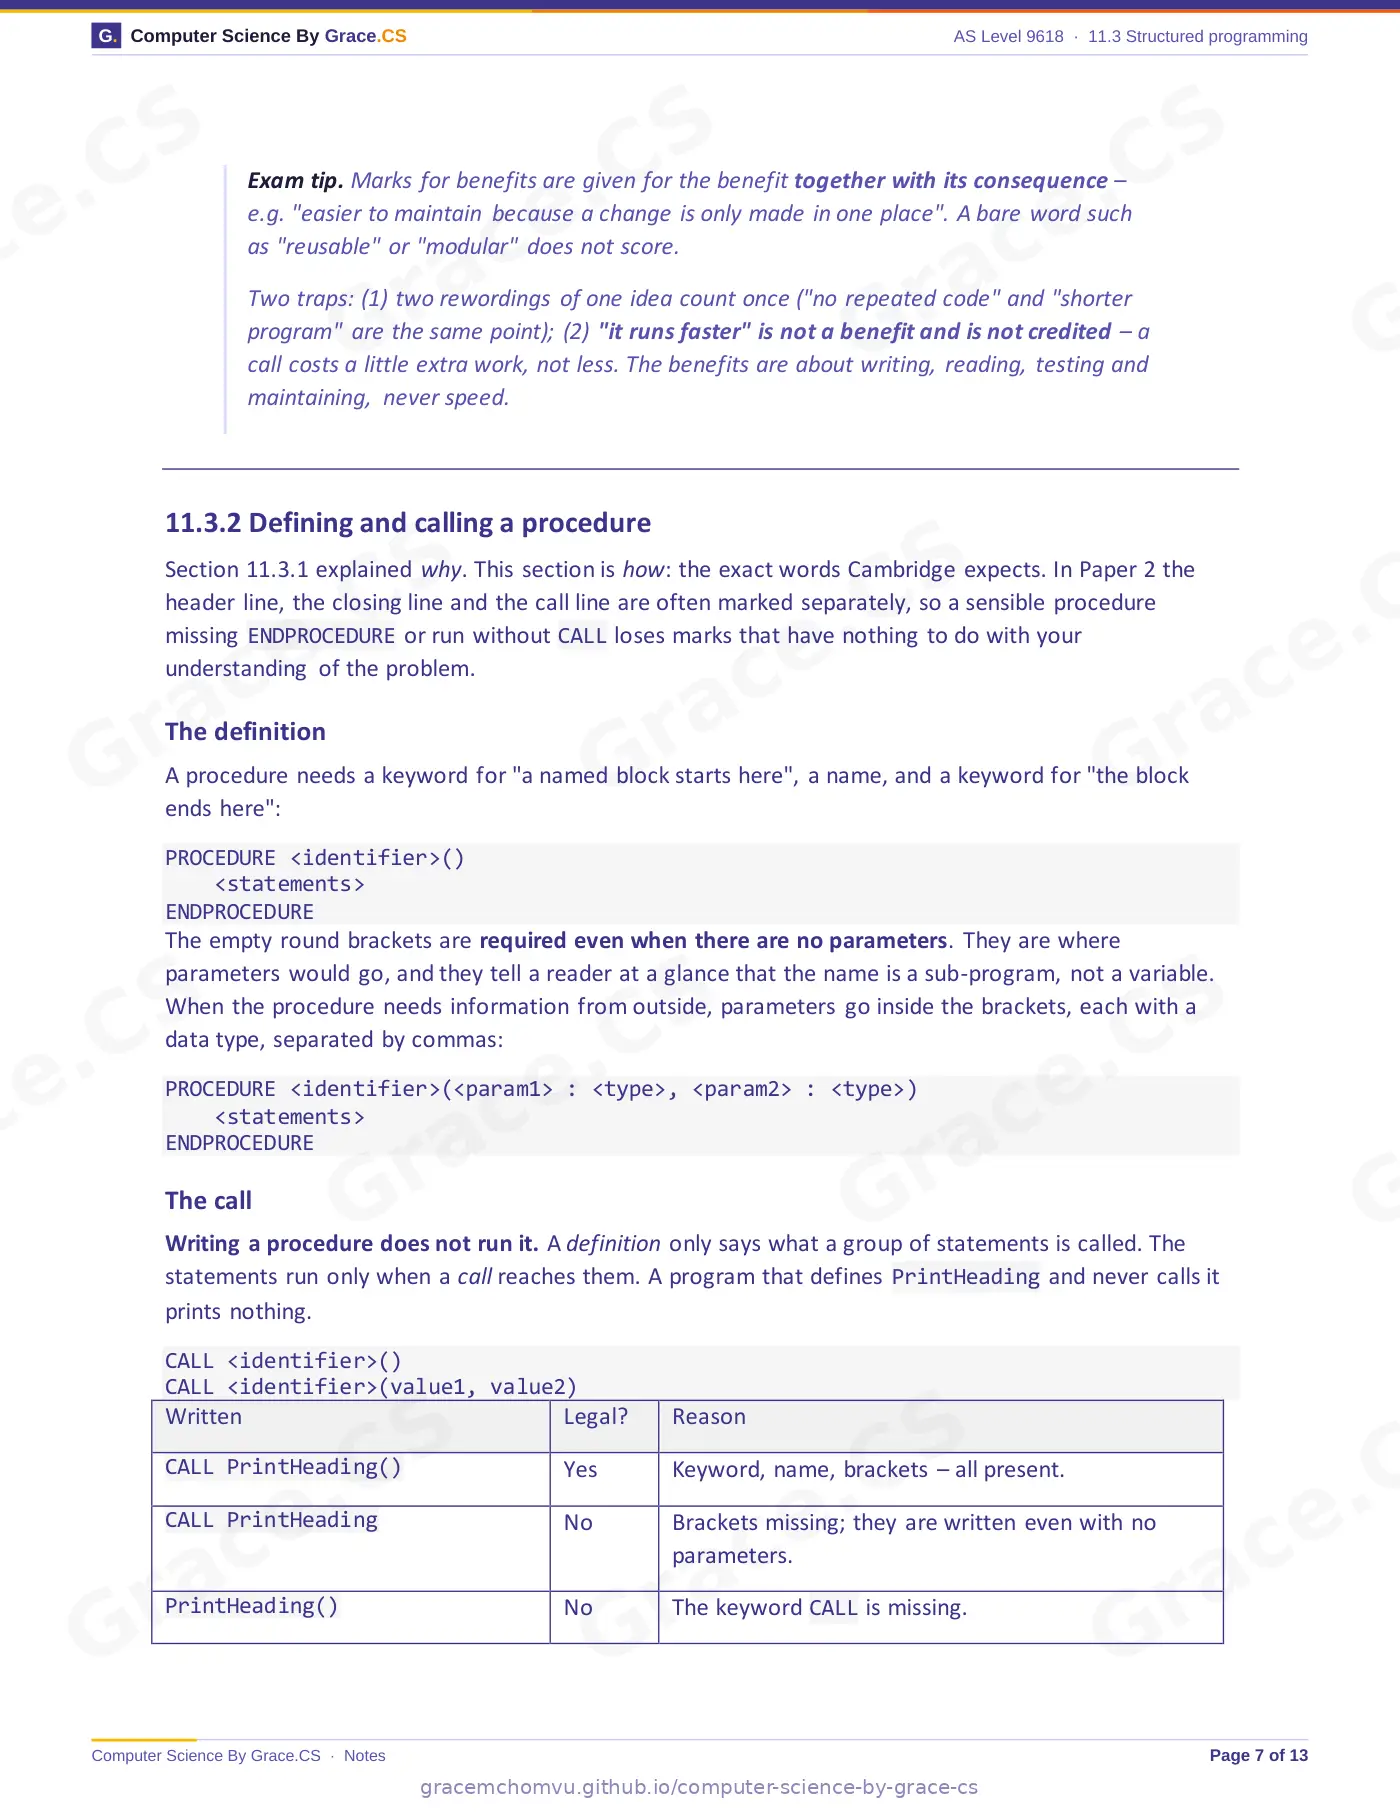 G. Computer Science By Grace.CS
AS Level 9618 · 11.3 Structured programming
Exam tip. Marks for benefits are given for the benefit together with its consequence –
e.g. "easier to maintain because a change is only made in one place". A bare word such
as "reusable" or "modular" does not score.
Two traps: (1) two rewordings of one idea count once ("no repeated code" and "shorter
program" are the same point); (2) "it runs faster" is not a benefit and is not credited – a
call costs a little extra work, not less. The benefits are about writing, reading, testing and
maintaining, never speed.
11.3.2 Defining and calling a procedure
Section 11.3.1 explained why. This section is how: the exact words Cambridge expects. In Paper 2 the
header line, the closing line and the call line are often marked separately, so a sensible procedure
missing ENDPROCEDURE or run without CALL loses marks that have nothing to do with your
understanding of the problem.
The definition
A procedure needs a keyword for "a named block starts here", a name, and a keyword for "the block
ends here":
PROCEDURE <identifier>()
    <statements>
ENDPROCEDURE
The empty round brackets are required even when there are no parameters. They are where
parameters would go, and they tell a reader at a glance that the name is a sub-program, not a variable.
When the procedure needs information from outside, parameters go inside the brackets, each with a
data type, separated by commas:
PROCEDURE <identifier>(<param1> : <type>, <param2> : <type>)
    <statements>
ENDPROCEDURE
The call
Writing a procedure does not run it. A definition only says what a group of statements is called. The
statements run only when a call reaches them. A program that defines PrintHeading and never calls it
prints nothing.
CALL <identifier>()
CALL <identifier>(value1, value2)
Written Legal? Reason
CALL PrintHeading() Yes Keyword, name, brackets – all present.
CALL PrintHeading No Brackets missing; they are written even with no
parameters.
PrintHeading() No The keyword CALL is missing.
Computer Science By Grace.CS · Notes
Page 7 of 13
gracemchomvu.github.io/computer-science-by-grace-cs